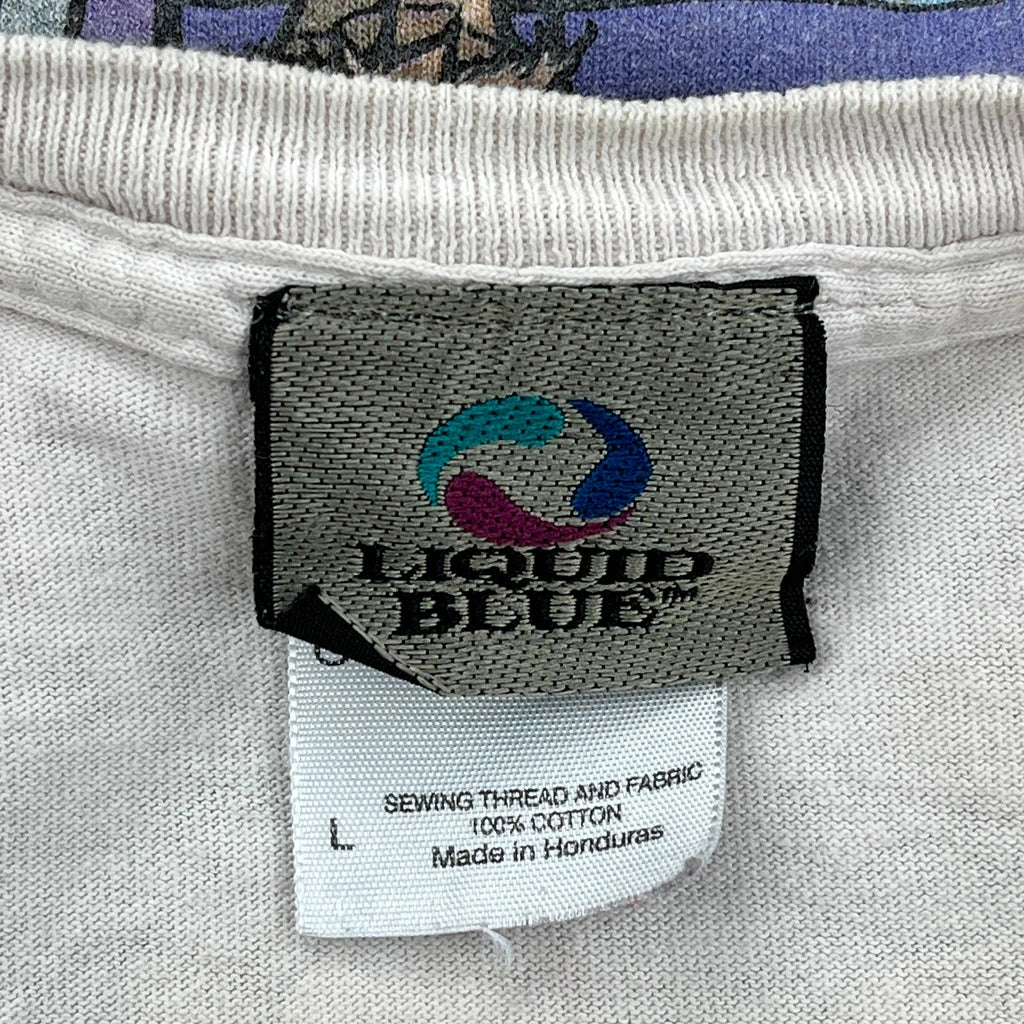 LIQUID
BLUE™
SEWING THREAD AND FABRIC
100% COTTON
L
Made in Honduras